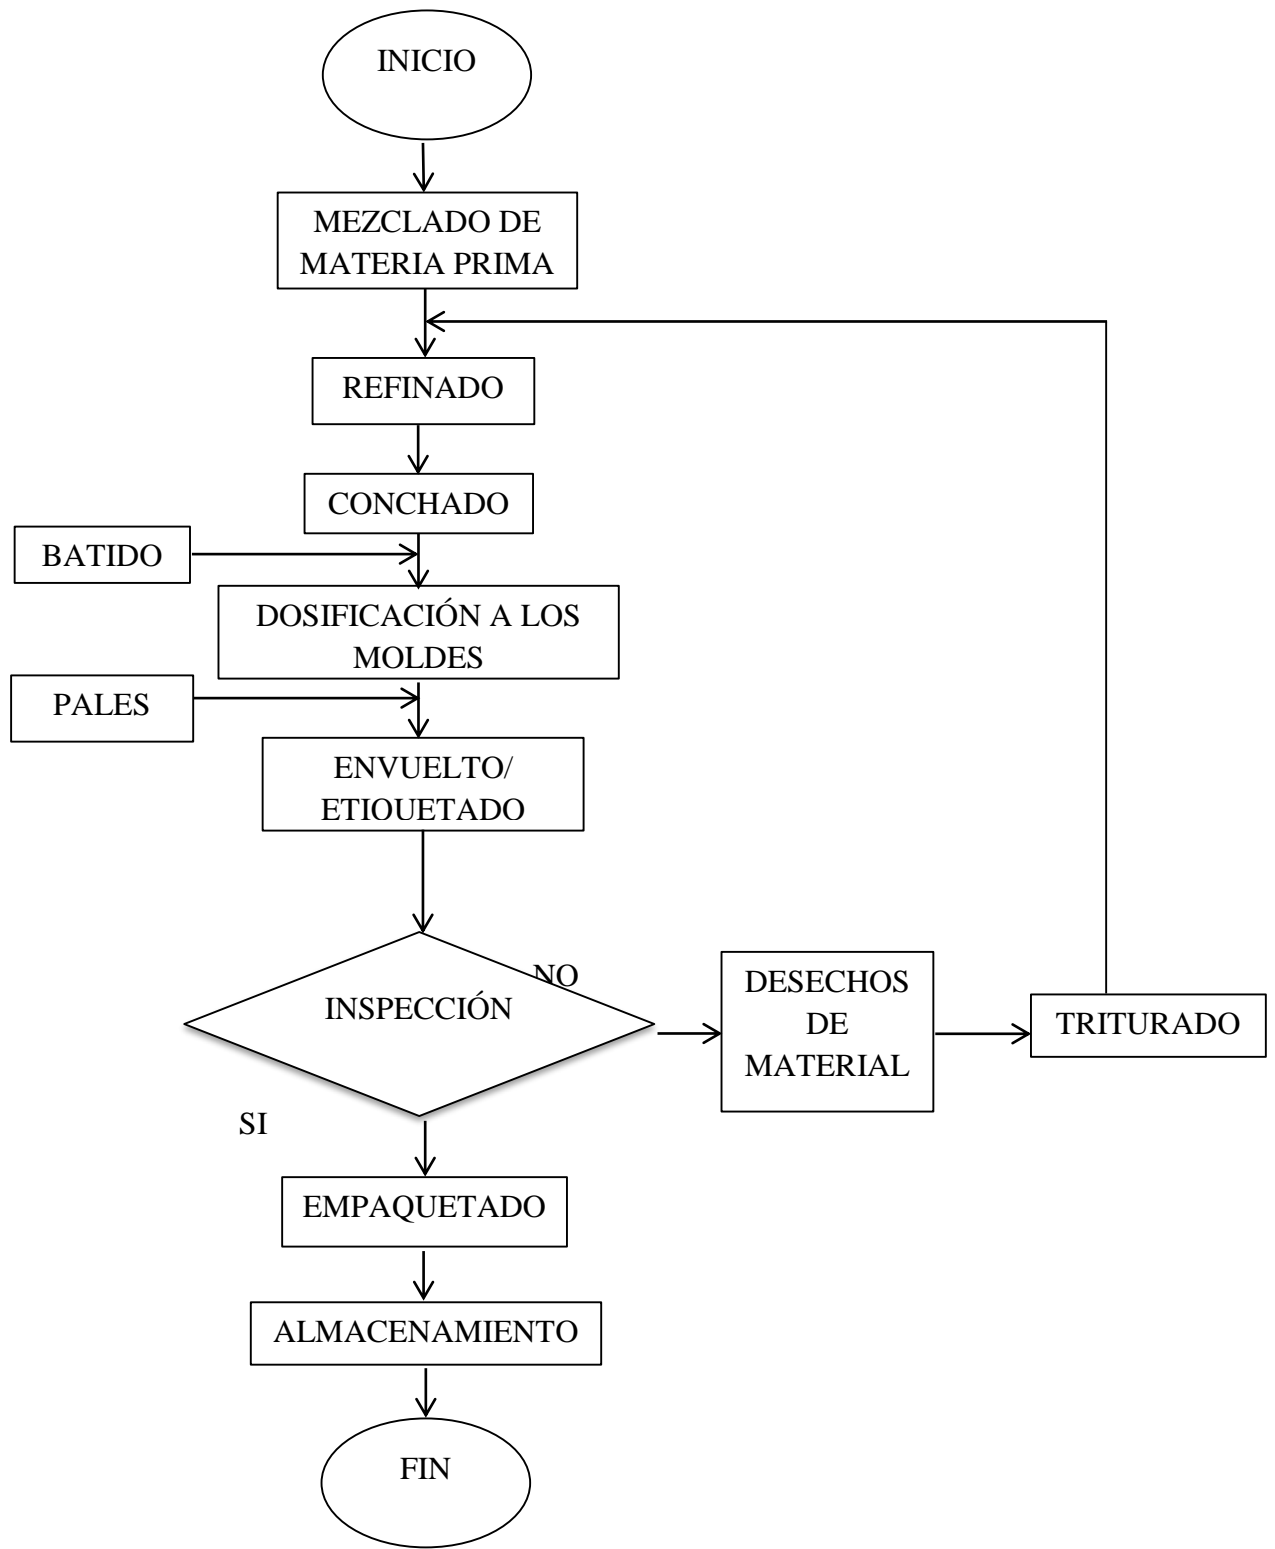 INICIO
MEZCLADO DE
MATERIA PRIMA
REFINADO
CONCHADO
BATIDO
DOSIFICACIÓN A LOS
MOLDES
PALES
ENVUELTO/
ETIQUETADO
INSPECCIÓN
NO
DESECHOS
DE
MATERIAL
TRITURADO
SI
EMPAQUETADO
ALMACENAMIENTO
FIN